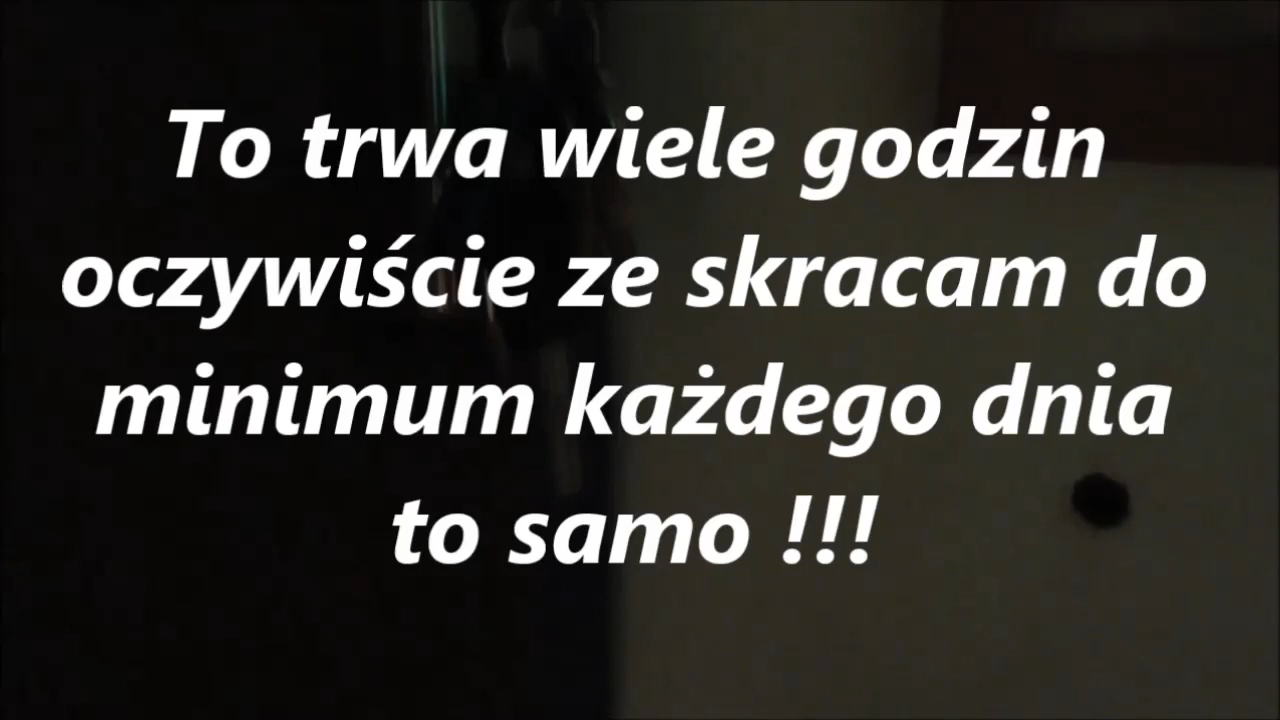 To trwa wiele godzin
oczywiście ze skracam do
minimum każdego dnia
to samo !!!